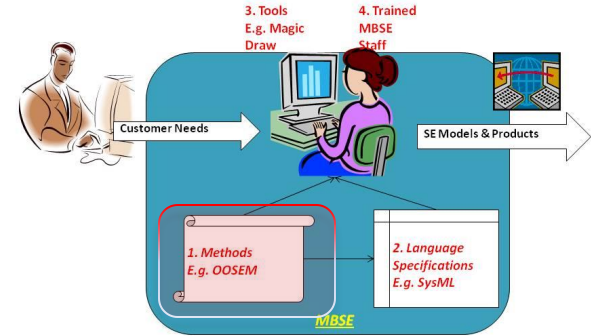 3. Tools
E.g. Magic
Draw
4. Trained
MBSE
Staff
Customer Needs
SE Models & Products
1. Methods
E.g. OOSEM
2. Language
Specifications
E.g. SysML
MBSE